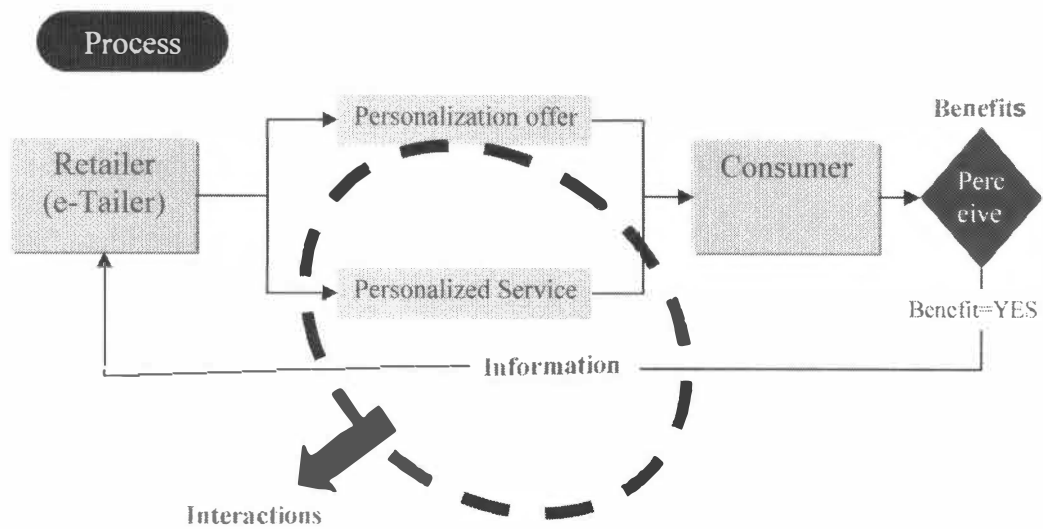 Process
Personalization offer
Benefits
Retailer
(e-Tailer)
Consumer
Perc
eive
Personalized Service
Benefit=YES
Information
Interactions